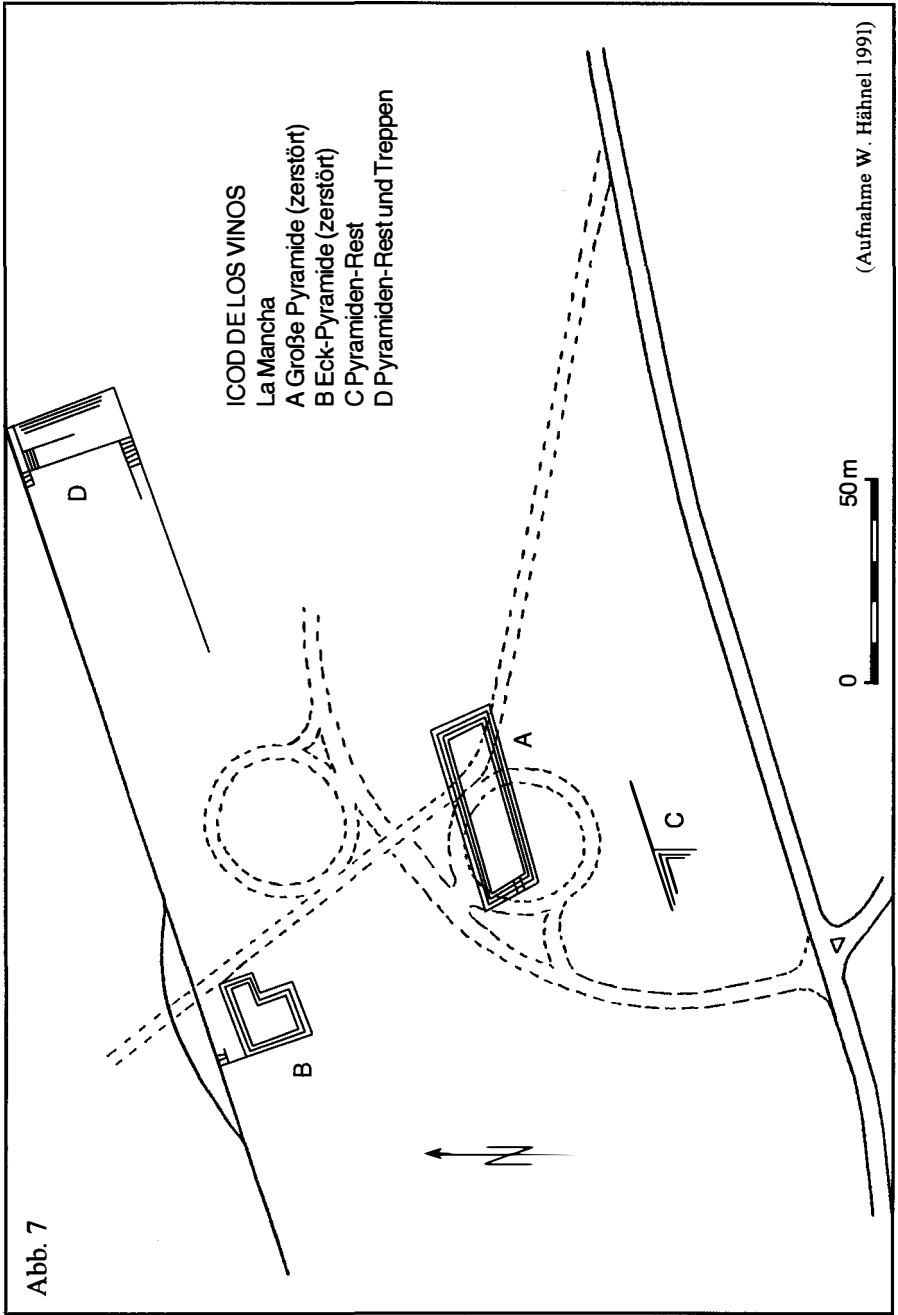 Abb. 7
ICOD DE LOS VINOS
La Mancha
A Große Pyramide (zerstört)
B Eck-Pyramide (zerstört)
C Pyramiden-Rest
D Pyramiden-Rest und Treppen
D
B
A
C
N
0 50m
(Aufnahme W. Hähnel 1991)